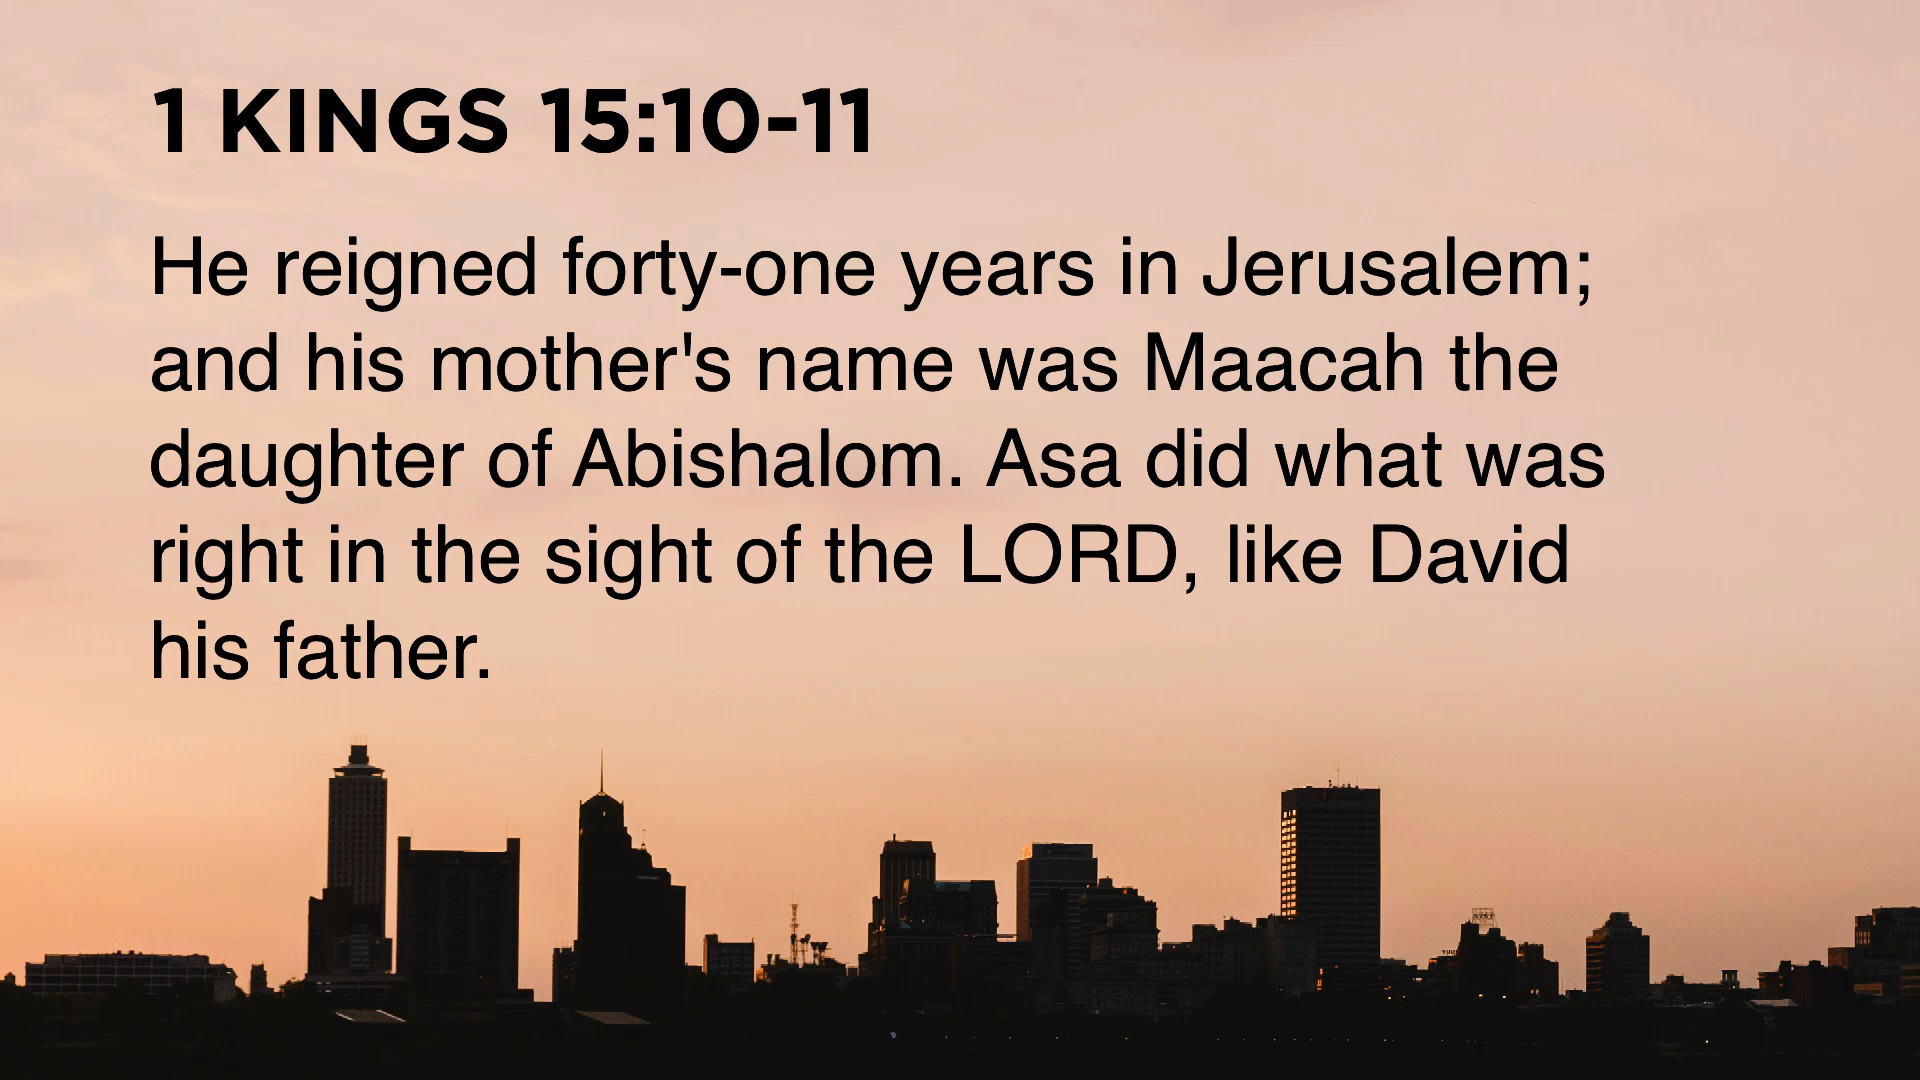 1 KINGS 15:10-11
He reigned forty-one years in Jerusalem;
and his mother's name was Maacah the
daughter of Abishalom. Asa did what was
right in the sight of the LORD, like David
his father.